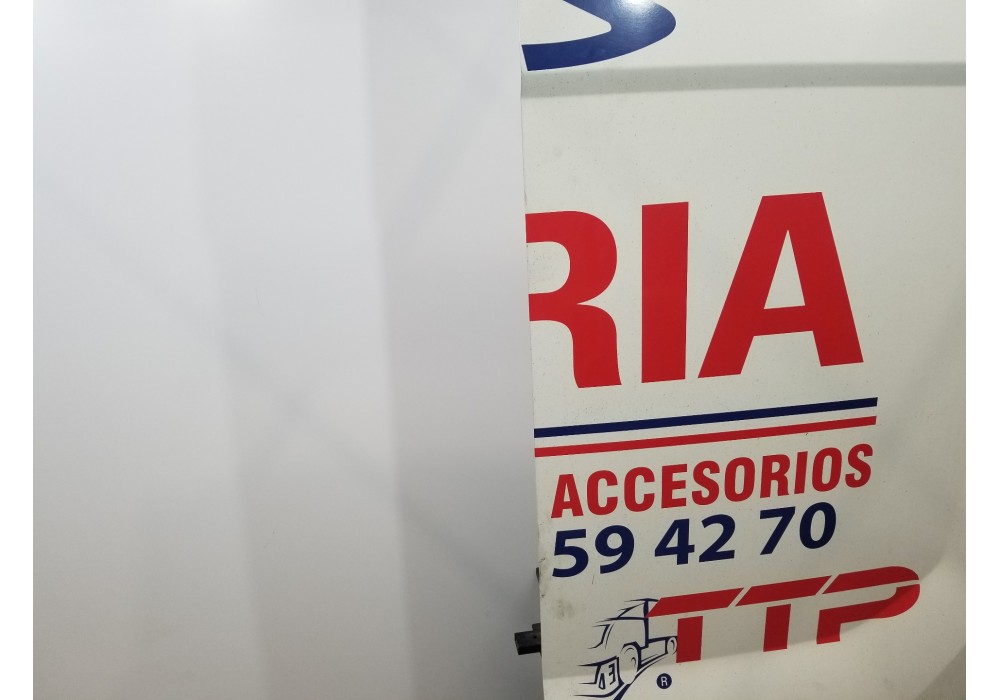 RIA
ACCESORIOS
59 42 70
TTP
®